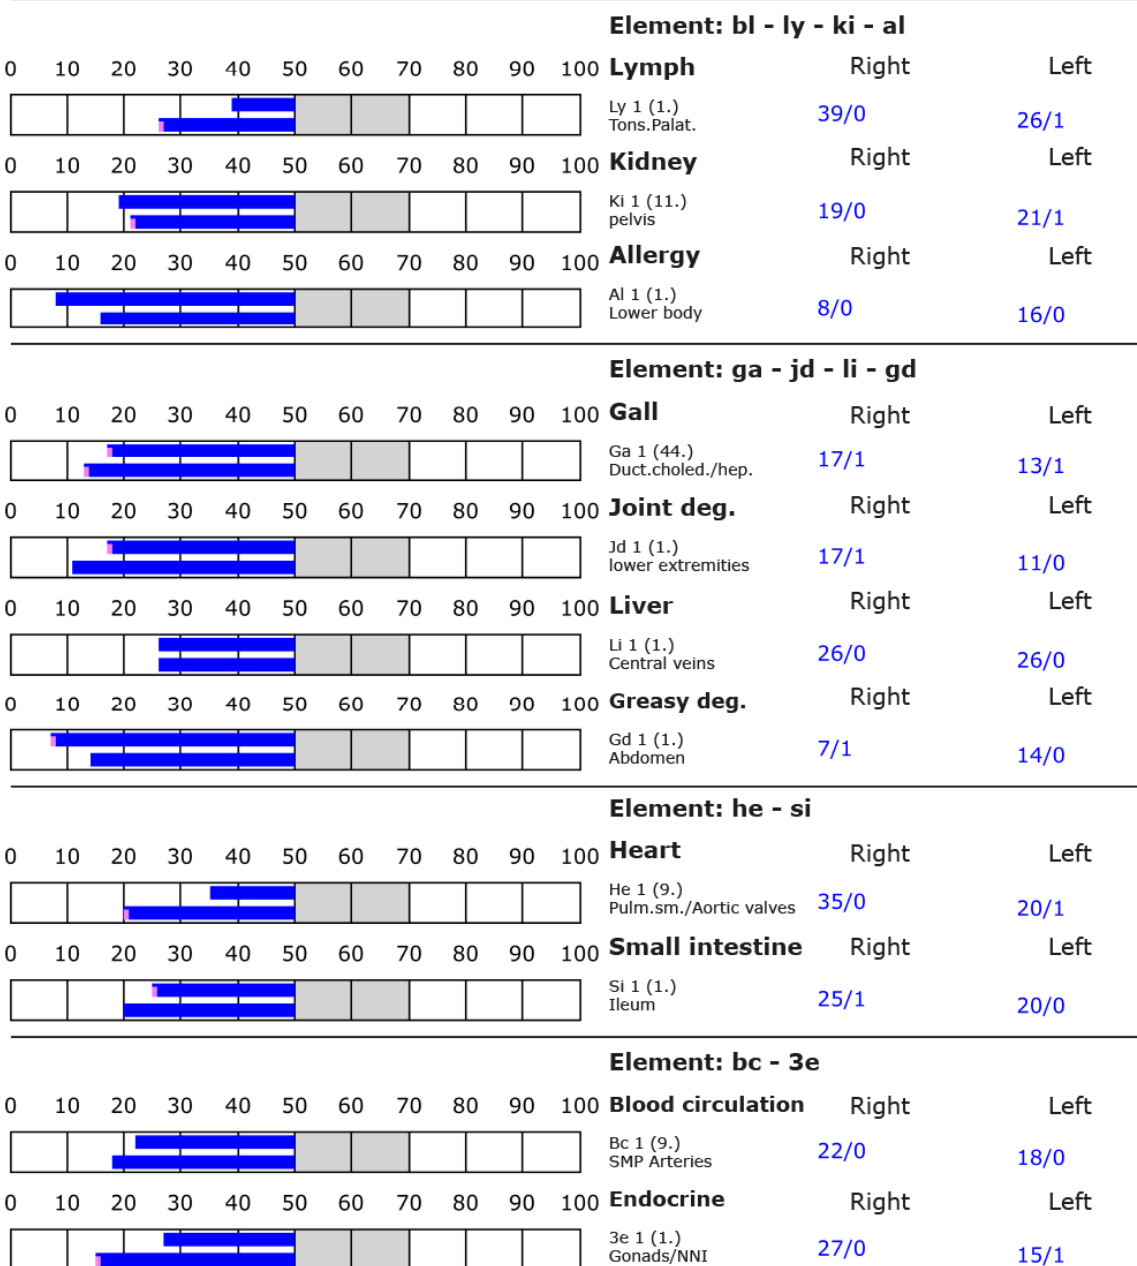 Element: bl - ly - ki - al
0 10 20 30 40 50 60 70 80 90 100 Lymph Right Left
Ly 1 (1.) 39/0 26/1
Tons.Palat.
0 10 20 30 40 50 60 70 80 90 100 Kidney Right Left
Ki 1 (11.) 19/0 21/1
pelvis
0 10 20 30 40 50 60 70 80 90 100 Allergy Right Left
Al 1 (1.) 8/0 16/0
Lower body
Element: ga - jd - li - gd
0 10 20 30 40 50 60 70 80 90 100 Gall Right Left
Ga 1 (44.) 17/1 13/1
Duct.choled./hep.
0 10 20 30 40 50 60 70 80 90 100 Joint deg. Right Left
Jd 1 (1.) 17/1 11/0
lower extremities
0 10 20 30 40 50 60 70 80 90 100 Liver Right Left
Li 1 (1.) 26/0 26/0
Central veins
0 10 20 30 40 50 60 70 80 90 100 Greasy deg. Right Left
Gd 1 (1.) 7/1 14/0
Abdomen
Element: he - si
0 10 20 30 40 50 60 70 80 90 100 Heart Right Left
He 1 (9.) 35/0 20/1
Pulm.sm./Aortic valves
0 10 20 30 40 50 60 70 80 90 100 Small intestine Right Left
Si 1 (1.) 25/1 20/0
Ileum
Element: bc - 3e
0 10 20 30 40 50 60 70 80 90 100 Blood circulation Right Left
Bc 1 (9.) 22/0 18/0
SMP Arteries
0 10 20 30 40 50 60 70 80 90 100 Endocrine Right Left
3e 1 (1.) 27/0 15/1
Gonads/NNI